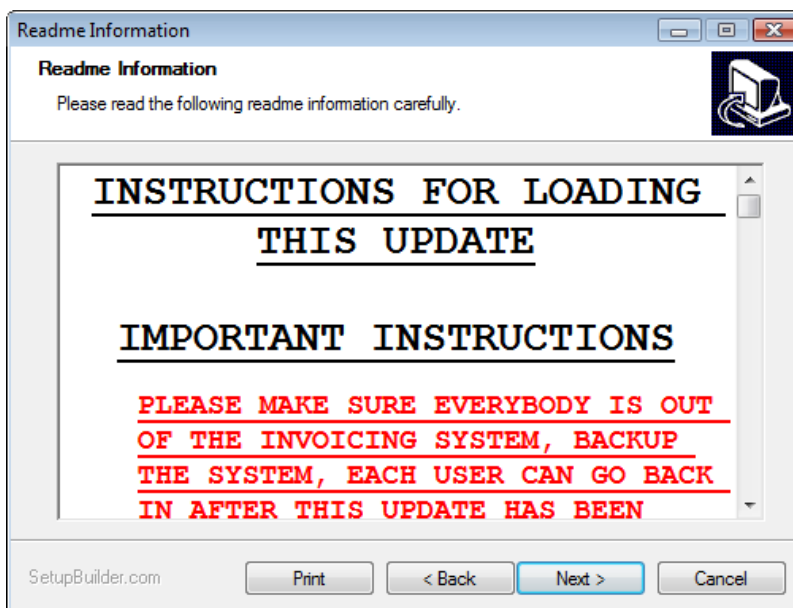 Readme Information
Readme Information
Please read the following readme information carefully.
INSTRUCTIONS FOR LOADING
THIS UPDATE
IMPORTANT INSTRUCTIONS
PLEASE MAKE SURE EVERYBODY IS OUT
OF THE INVOICING SYSTEM, BACKUP
THE SYSTEM, EACH USER CAN GO BACK
IN AFTER THIS UPDATE HAS BEEN
SetupBuilder.com
Print
< Back
Next >
Cancel